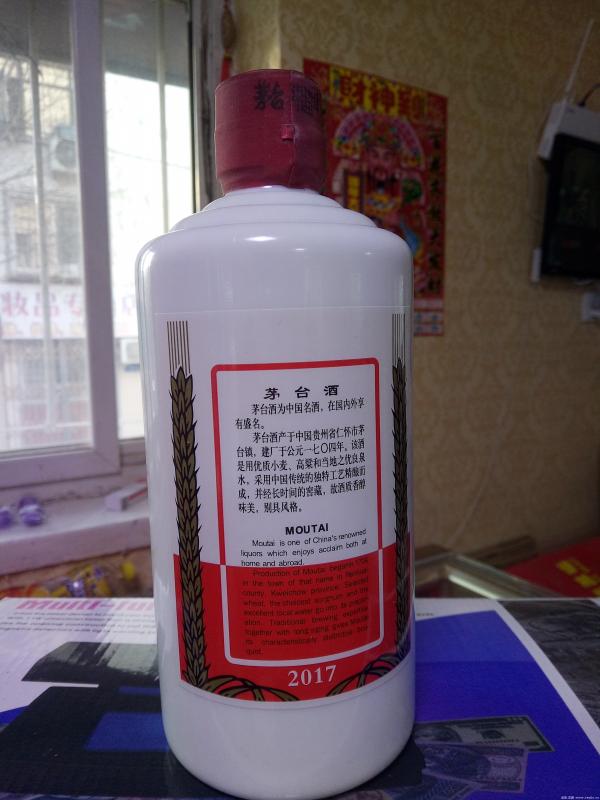 茅台
財神到
妆品专
茅台酒
茅台酒为中国名酒，在国内外享
有盛名。
茅台酒产于中国贵州省仁怀市茅
台镇，建厂于公元一七〇四年。该酒
是用优质小麦、高粱和当地之优良泉
水，采用中国传统的独特工艺精酿而
成，并经长时间的窖藏，故酒质香醇
味美，别具风格。
MOUTAI
Moutai is one of China's renowned
liquors which enjoys acclaim both at
home and abroad.
Production of Moutai began in 1704
in the town of that name in Renhuai
county, Kweichow province. Selected
wheat, the choicest sorghum and the
excellent local water go into its prepar-
ation. Traditional brewing expertise
together with long aging, gives Moutai
its characteristically distinctive bou-
quet.
2017